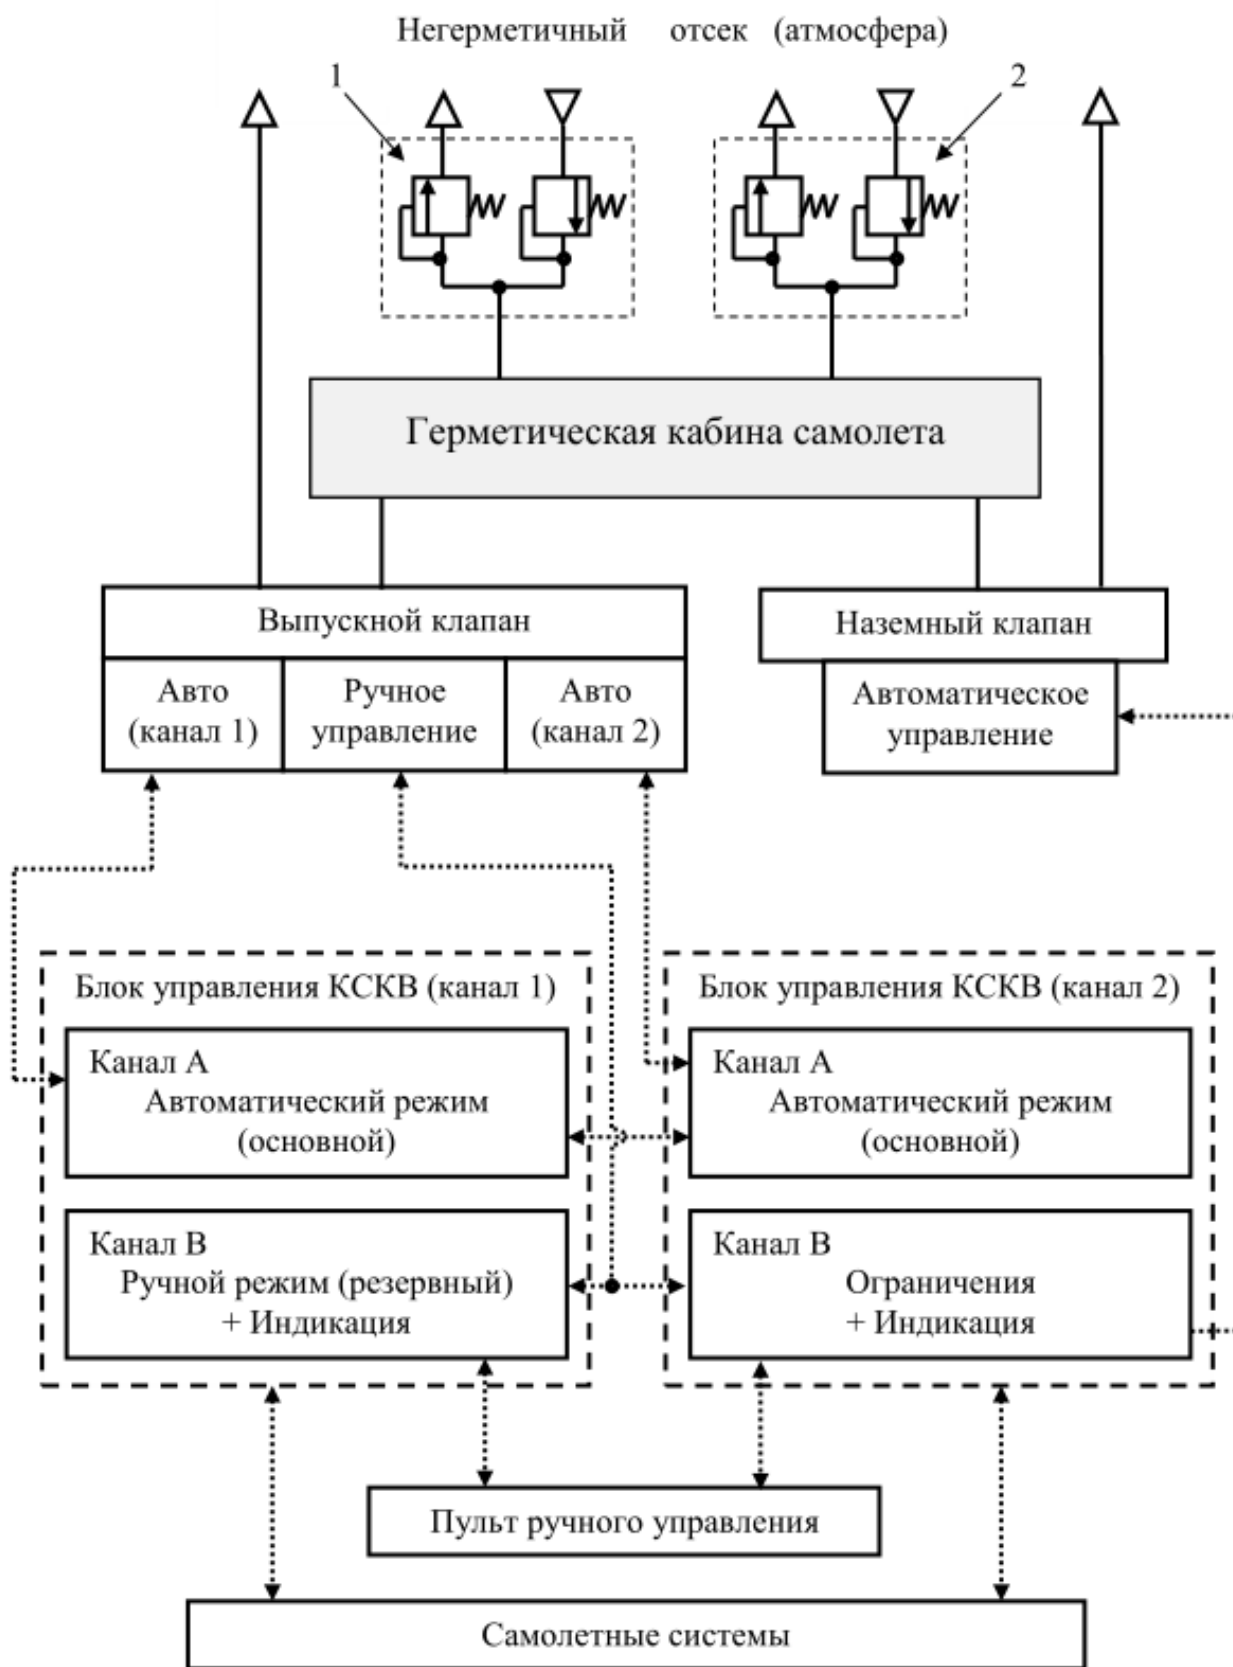 Негерметичный отсек (атмосфера)
1
2
Герметическая кабина самолета
Выпускной клапан
Наземный клапан
Авто
(канал 1)
Ручное
управление
Авто
(канал 2)
Автоматическое
управление
Блок управления КСКВ (канал 1)
Канал А
Автоматический режим
(основной)
Канал В
Ручной режим (резервный)
+ Индикация
Блок управления КСКВ (канал 2)
Канал А
Автоматический режим
(основной)
Канал В
Ограничения
+ Индикация
Пульт ручного управления
Самолетные системы